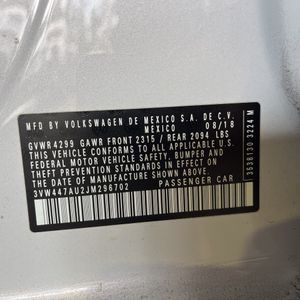 MFD BY VOLKSWAGEN DE MEXICO S.A. DE C.V.
MEXICO 08/18
GVWR4299 GAWR FRONT 2315 / REAR 2094 LBS
THIS VEHICLE CONFORMS TO ALL APPLICABLE
FEDERAL MOTOR VEHICLE SAFETY, BUMPER AND
THEFT PREVENTION STANDARDS IN EFFECT ON
THE DATE OF MANUFACTURE SHOWN ABOVE
3VW447AU2JM296702 PASSENGER CAR
3538130 3224 M